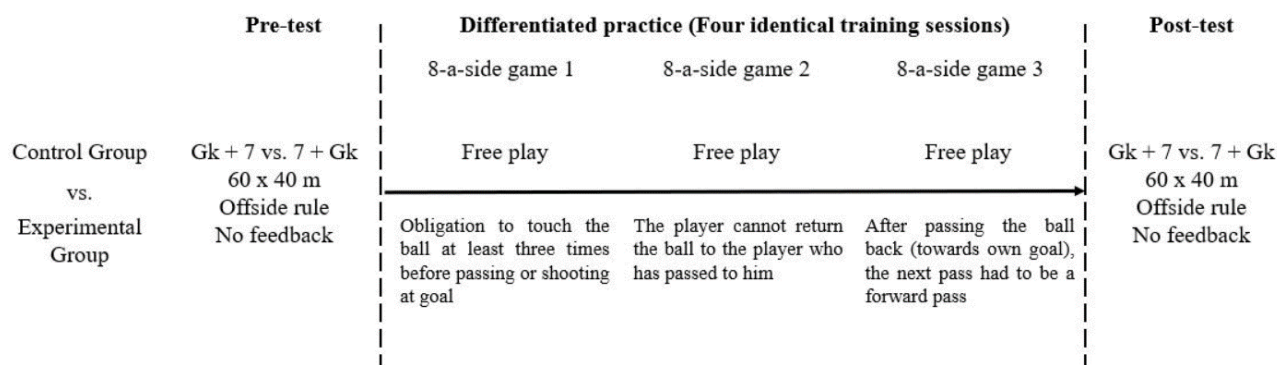 Pre-test
Differentiated practice (Four identical training sessions)
Post-test
8-a-side game 1
8-a-side game 2
8-a-side game 3
Control Group
vs.
Experimental
Group
Gk + 7 vs. 7 + Gk
60 x 40 m
Offside rule
No feedback
Free play
Free play
Free play
Obligation to touch the
ball at least three times
before passing or shooting
at goal
The player cannot return
the ball to the player who
has passed to him
After passing the ball
back (towards own goal),
the next pass had to be a
forward pass
Gk + 7 vs. 7 + Gk
60 x 40 m
Offside rule
No feedback